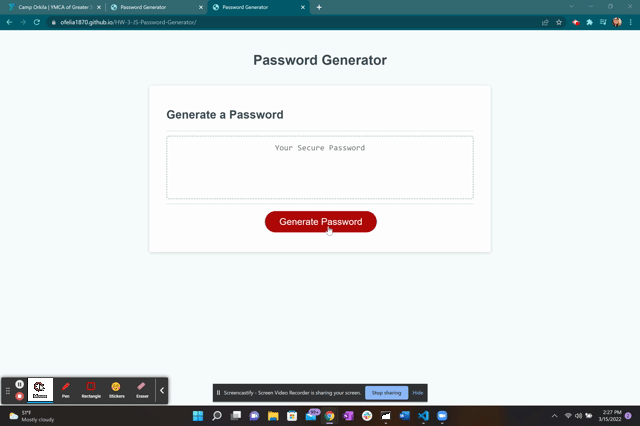 Camp Orkila | YMCA of Greater
Password Generator
Password Generator
ofelia1870.github.io/HW-3-JS-Password-Generator/
Password Generator
Generate a Password
Your Secure Password
Generate Password
Pen
Rectangle
Stickers
Eraser
Screencastify - Screen Video Recorder is sharing your screen.
Stop sharing
Hide
51°F
Mostly cloudy
99+
2:27 PM
3/15/2022